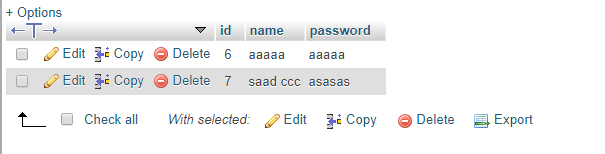 + Options
id name password
Edit Copy Delete 6 aaaaa aaaaa
Edit Copy Delete 7 saad ccc asasas
Check all With selected: Edit Copy Delete Export